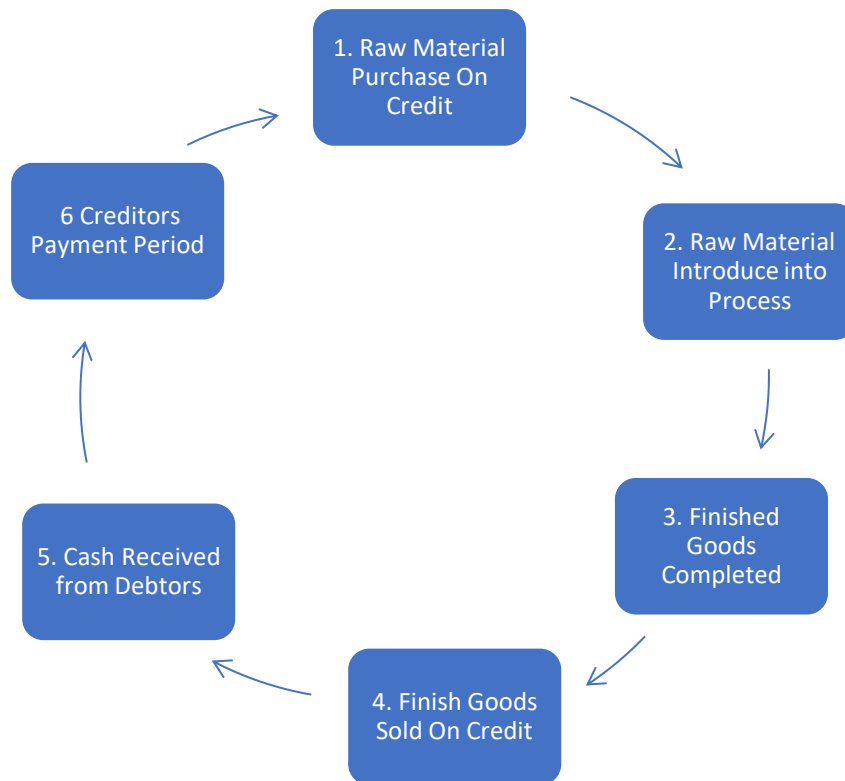 1. Raw Material
Purchase On
Credit
2. Raw Material
Introduce into
Process
3. Finished
Goods
Completed
4. Finish Goods
Sold On Credit
5. Cash Received
from Debtors
6 Creditors
Payment Period